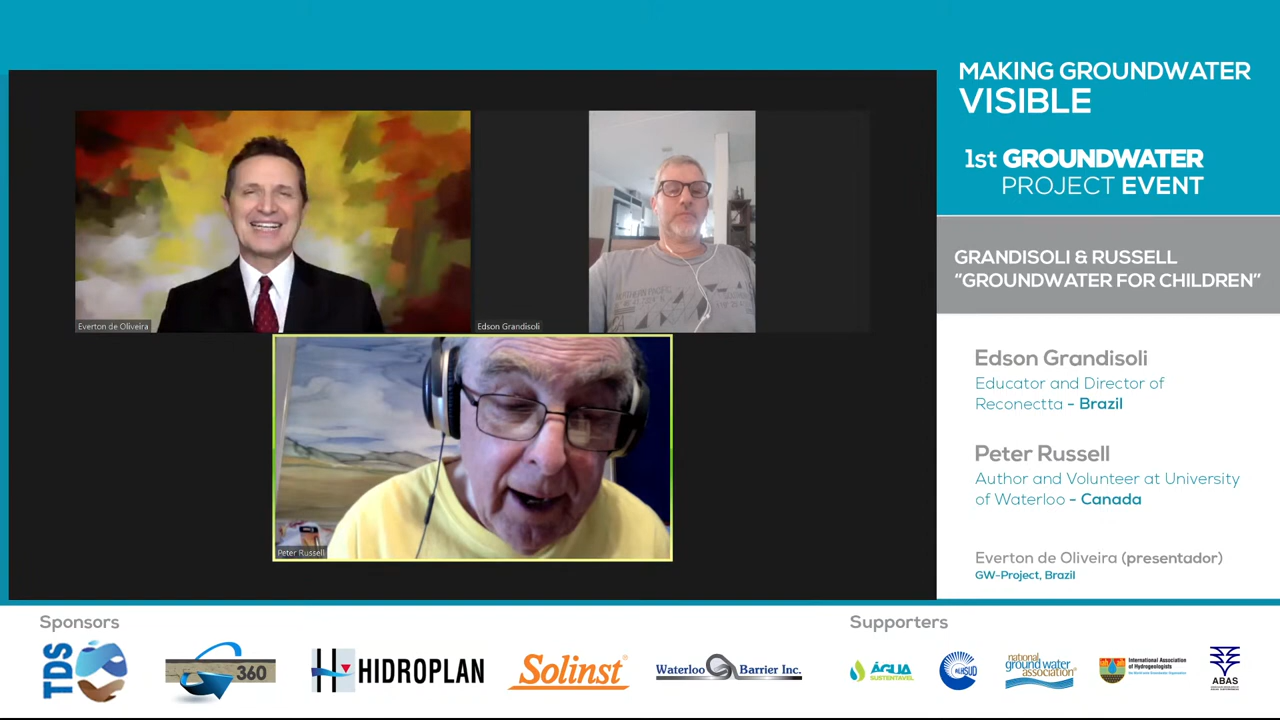 MAKING GROUNDWATER
VISIBLE
1st GROUNDWATER
PROJECT EVENT
GRANDISOLI & RUSSELL
“GROUNDWATER FOR CHILDREN”
Everton de Oliveira
Edson Grandisoli
Peter Russell
Edson Grandisoli
Educator and Director of
Reconectta - Brazil
Peter Russell
Author and Volunteer at University
of Waterloo - Canada
Everton de Oliveira (presentador)
GW-Project, Brazil
Sponsors
TDS
360
HIDROPLAN
Solinst
Waterloo Barrier Inc.
Supporters
ÁGUA
SUSTENTÁVEL
national
ground water
association
International Association
of Hydrogeologists
ABAS